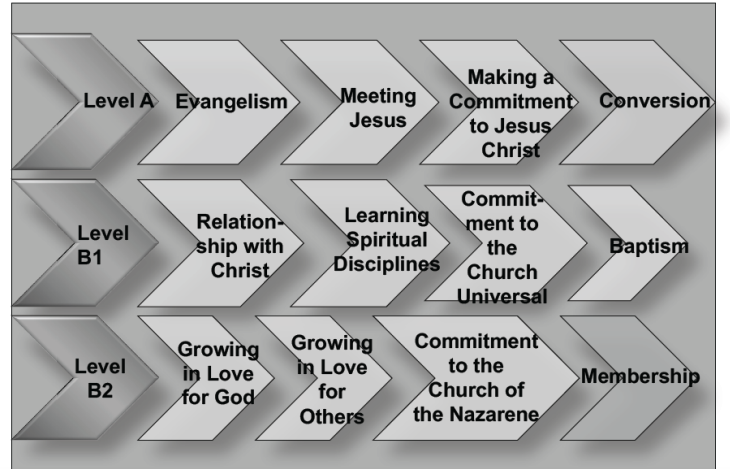 Level A
Evangelism
Meeting
Jesus
Making a
Commitment
to Jesus
Christ
Conversion
Level
B1
Relation-
ship with
Christ
Learning
Spiritual
Disciplines
Commit-
ment to
the
Church
Universal
Baptism
Level
B2
Growing
in Love
for God
Growing
in Love
for
Others
Commitment
to the
Church of
the Nazarene
Membership